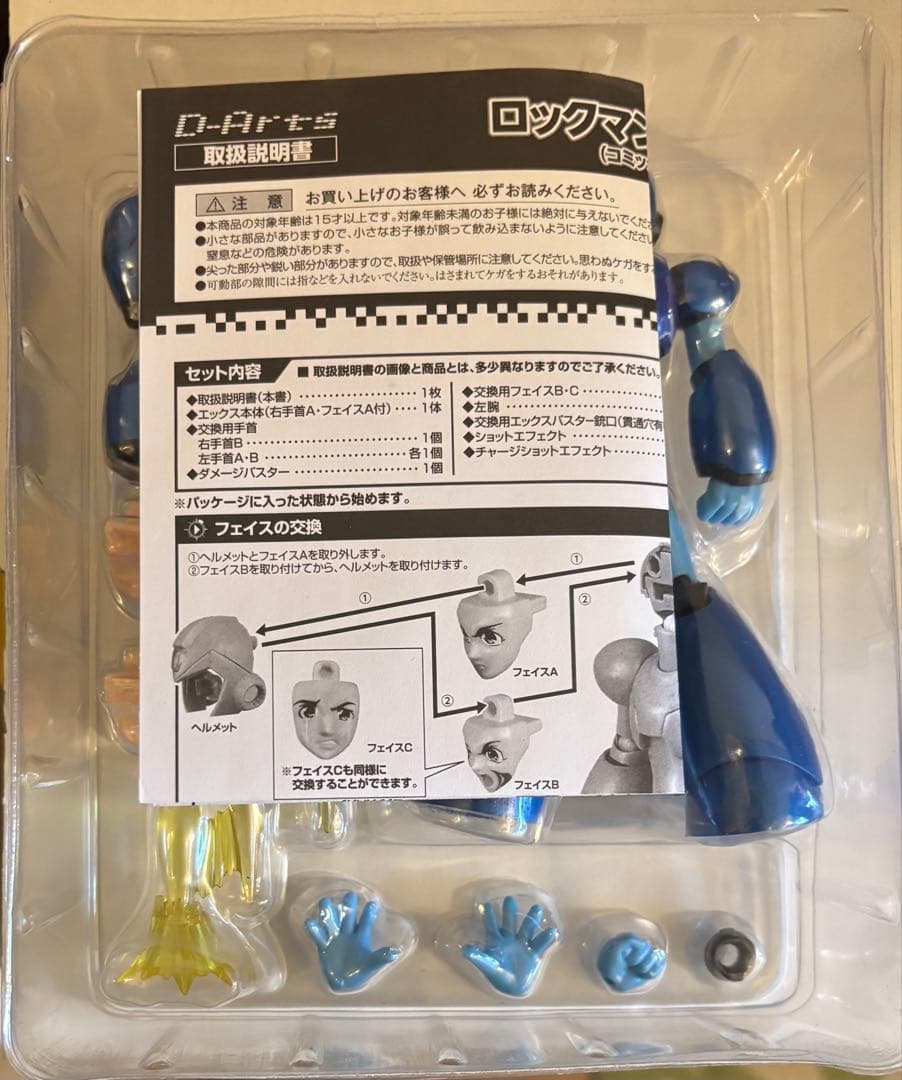 D-Arts
取扱説明書
ロックマン
(コミッ
⚠注 意 お買い上げのお客様へ 必ずお読みください。
●本商品の対象年齢は15才以上です。対象年齢未満のお子様には絶対に与えないでくだ
●小さな部品がありますので、小さなお子様が誤って飲み込まないように注意してください
窒息などの危険があります。
●尖った部分や鋭い部分がありますので、取扱や保管場所に注意してください。思わぬケガをす
●可動部の隙間には指などを入れないでください。はさまれてケガをするおそれがあります。
セット内容 ■ 取扱説明書の画像と商品とは、多少異なりますのでご了承ください。
◆取扱説明書(本書)‥‥‥‥‥‥‥‥1枚
◆エックス本体(右手首A・フェイスA付)‥‥1体
◆交換用手首
右手首B‥‥‥‥‥‥‥‥‥‥‥1個
左手首A・B‥‥‥‥‥‥‥‥‥各1個
◆ダメージバスター‥‥‥‥‥‥‥‥1個
◆交換用フェイスB・C‥‥‥‥‥
◆左腕‥‥‥‥‥‥‥‥‥‥
◆交換用エックスバスター銃口(貫通穴有
◆ショットエフェクト‥‥‥‥‥
◆チャージショットエフェクト‥‥‥
※パッケージに入った状態から始めます。
フェイスの交換
①ヘルメットとフェイスAを取り外します。
②フェイスBを取り付けてから、ヘルメットを取り付けます。
①
①
②
フェイスA
ヘルメット
②
フェイスC
※フェイスCも同様に
交換することができます。
フェイスB